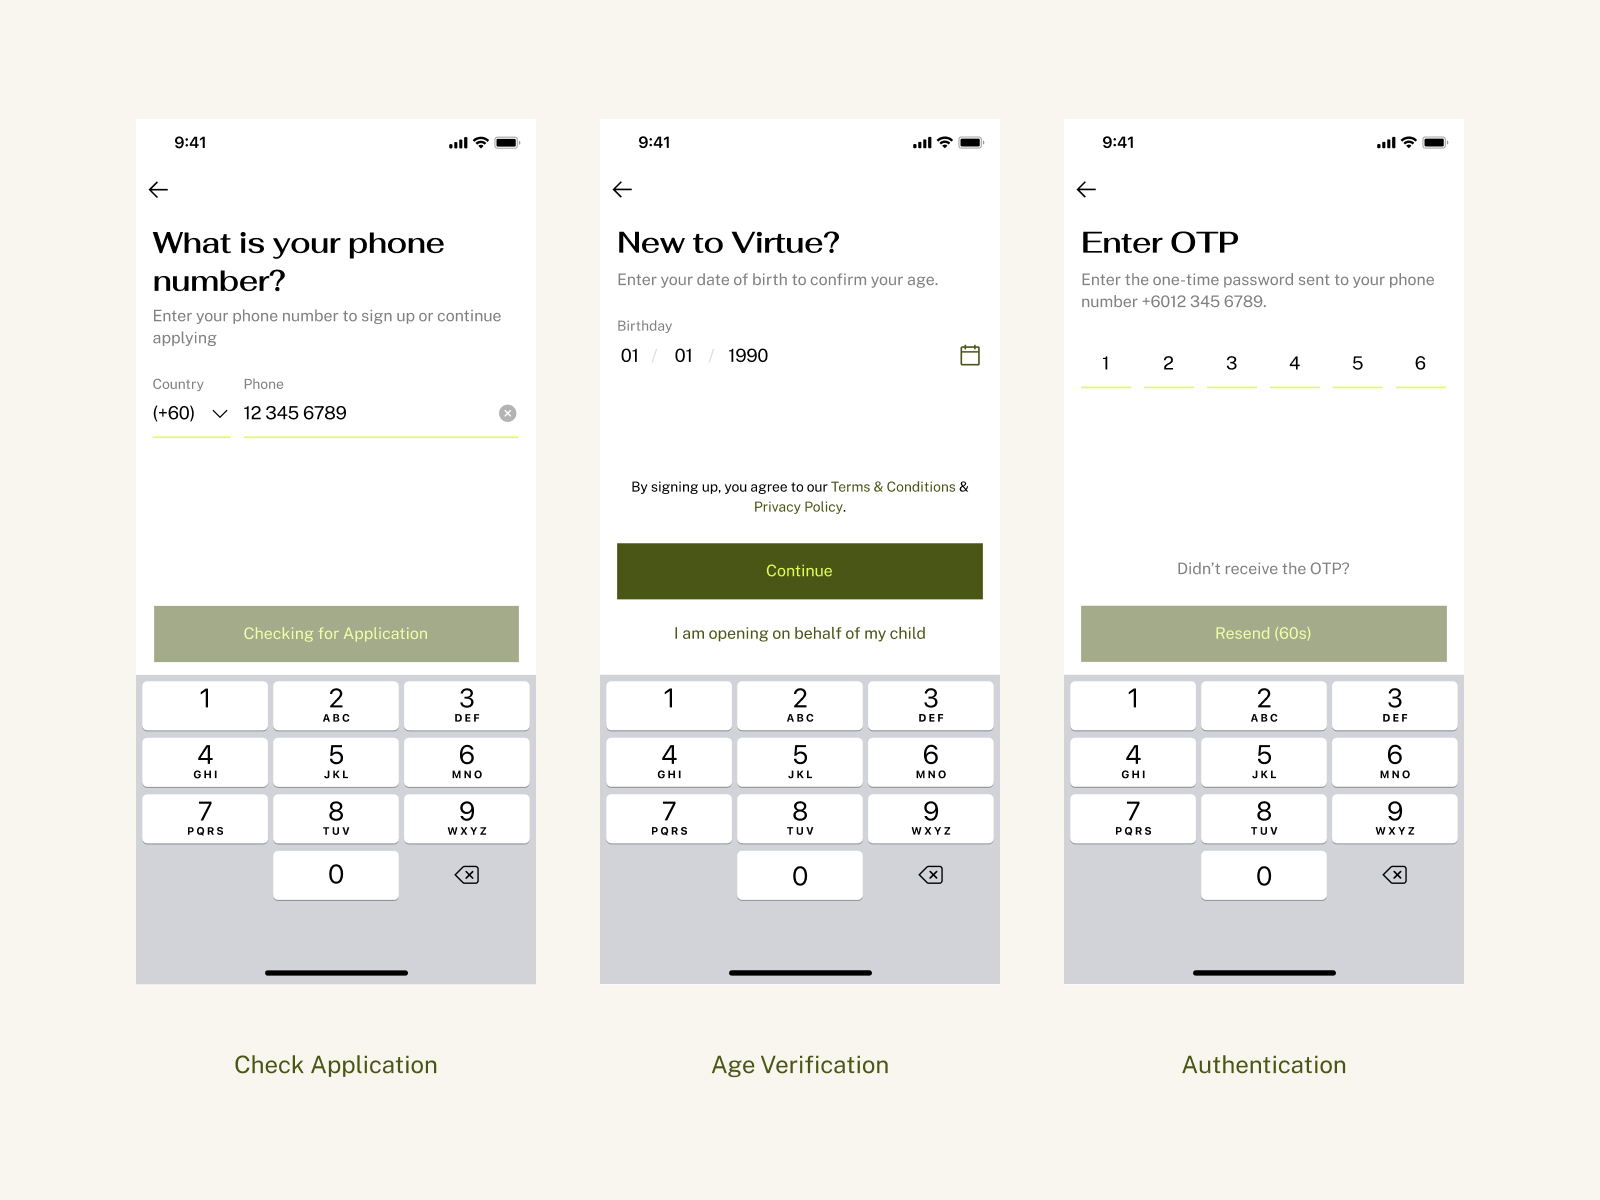 9:41
What is your phone
number?
Enter your phone number to sign up or continue
applying
Country Phone
(+60) 12 345 6789
Checking for Application
1 2 3
ABC DEF
4 5 6
GHI JKL MNO
7 8 9
PQRS TUV WXYZ
0
Check Application
9:41
New to Virtue?
Enter your date of birth to confirm your age.
Birthday
01 / 01 / 1990
By signing up, you agree to our Terms & Conditions &
Privacy Policy.
Continue
I am opening on behalf of my child
1 2 3
ABC DEF
4 5 6
GHI JKL MNO
7 8 9
PQRS TUV WXYZ
0
Age Verification
9:41
Enter OTP
Enter the one-time password sent to your phone
number +6012 345 6789.
1 2 3 4 5 6
Didn't receive the OTP?
Resend (60s)
1 2 3
ABC DEF
4 5 6
GHI JKL MNO
7 8 9
PQRS TUV WXYZ
0
Authentication